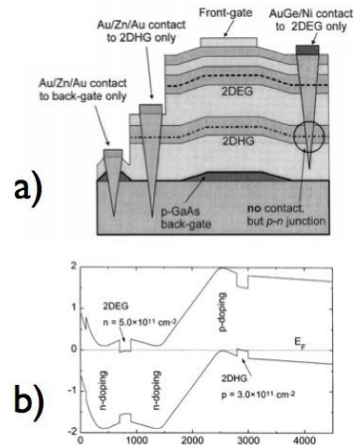 Au/Zn/Au contact
to 2DHG only
Front-gate
AuGe/Ni contact
to 2DEG only
Au/Zn/Au contact
to back-gate only
2DEG
2DHG
a)
p-GaAs
back-gate
no contact,
but p-n junction
2
1
0
-1
-2
2DEG
n = 5.0×10¹¹ cm⁻²
p-doping
E_F
n-doping
n-doping
2DHG
p = 3.0×10¹¹ cm⁻²
b)
0 1000 2000 3000 4000